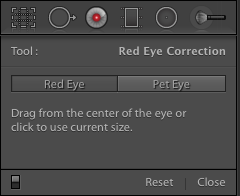 Tool : Red Eye Correction
Red Eye Pet Eye
Drag from the center of the eye or
click to use current size.
Reset Close